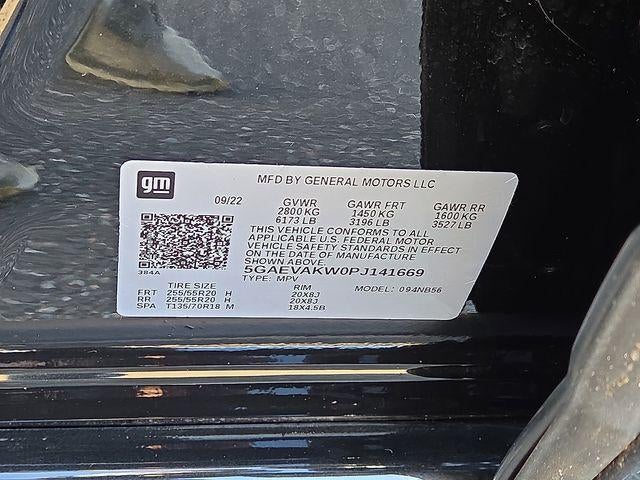 gm
MFD BY GENERAL MOTORS LLC
09/22 GVWR GAWR FRT GAWR RR
2800 KG 1450 KG 1600 KG
6173 LB 3196 LB 3527 LB
THIS VEHICLE CONFORMS TO ALL
APPLICABLE U.S. FEDERAL MOTOR
VEHICLE SAFETY STANDARDS IN EFFECT
ON THE DATE OF MANUFACTURE
SHOWN ABOVE.
384A 5GAEVAKW0PJ141669
TYPE: MPV
TIRE SIZE RIM MODEL: 094NB56
FRT 255/55R20 H 20X8J
RR 255/55R20 H 20X8J
SPA T135/70R18 M 18X4.5B